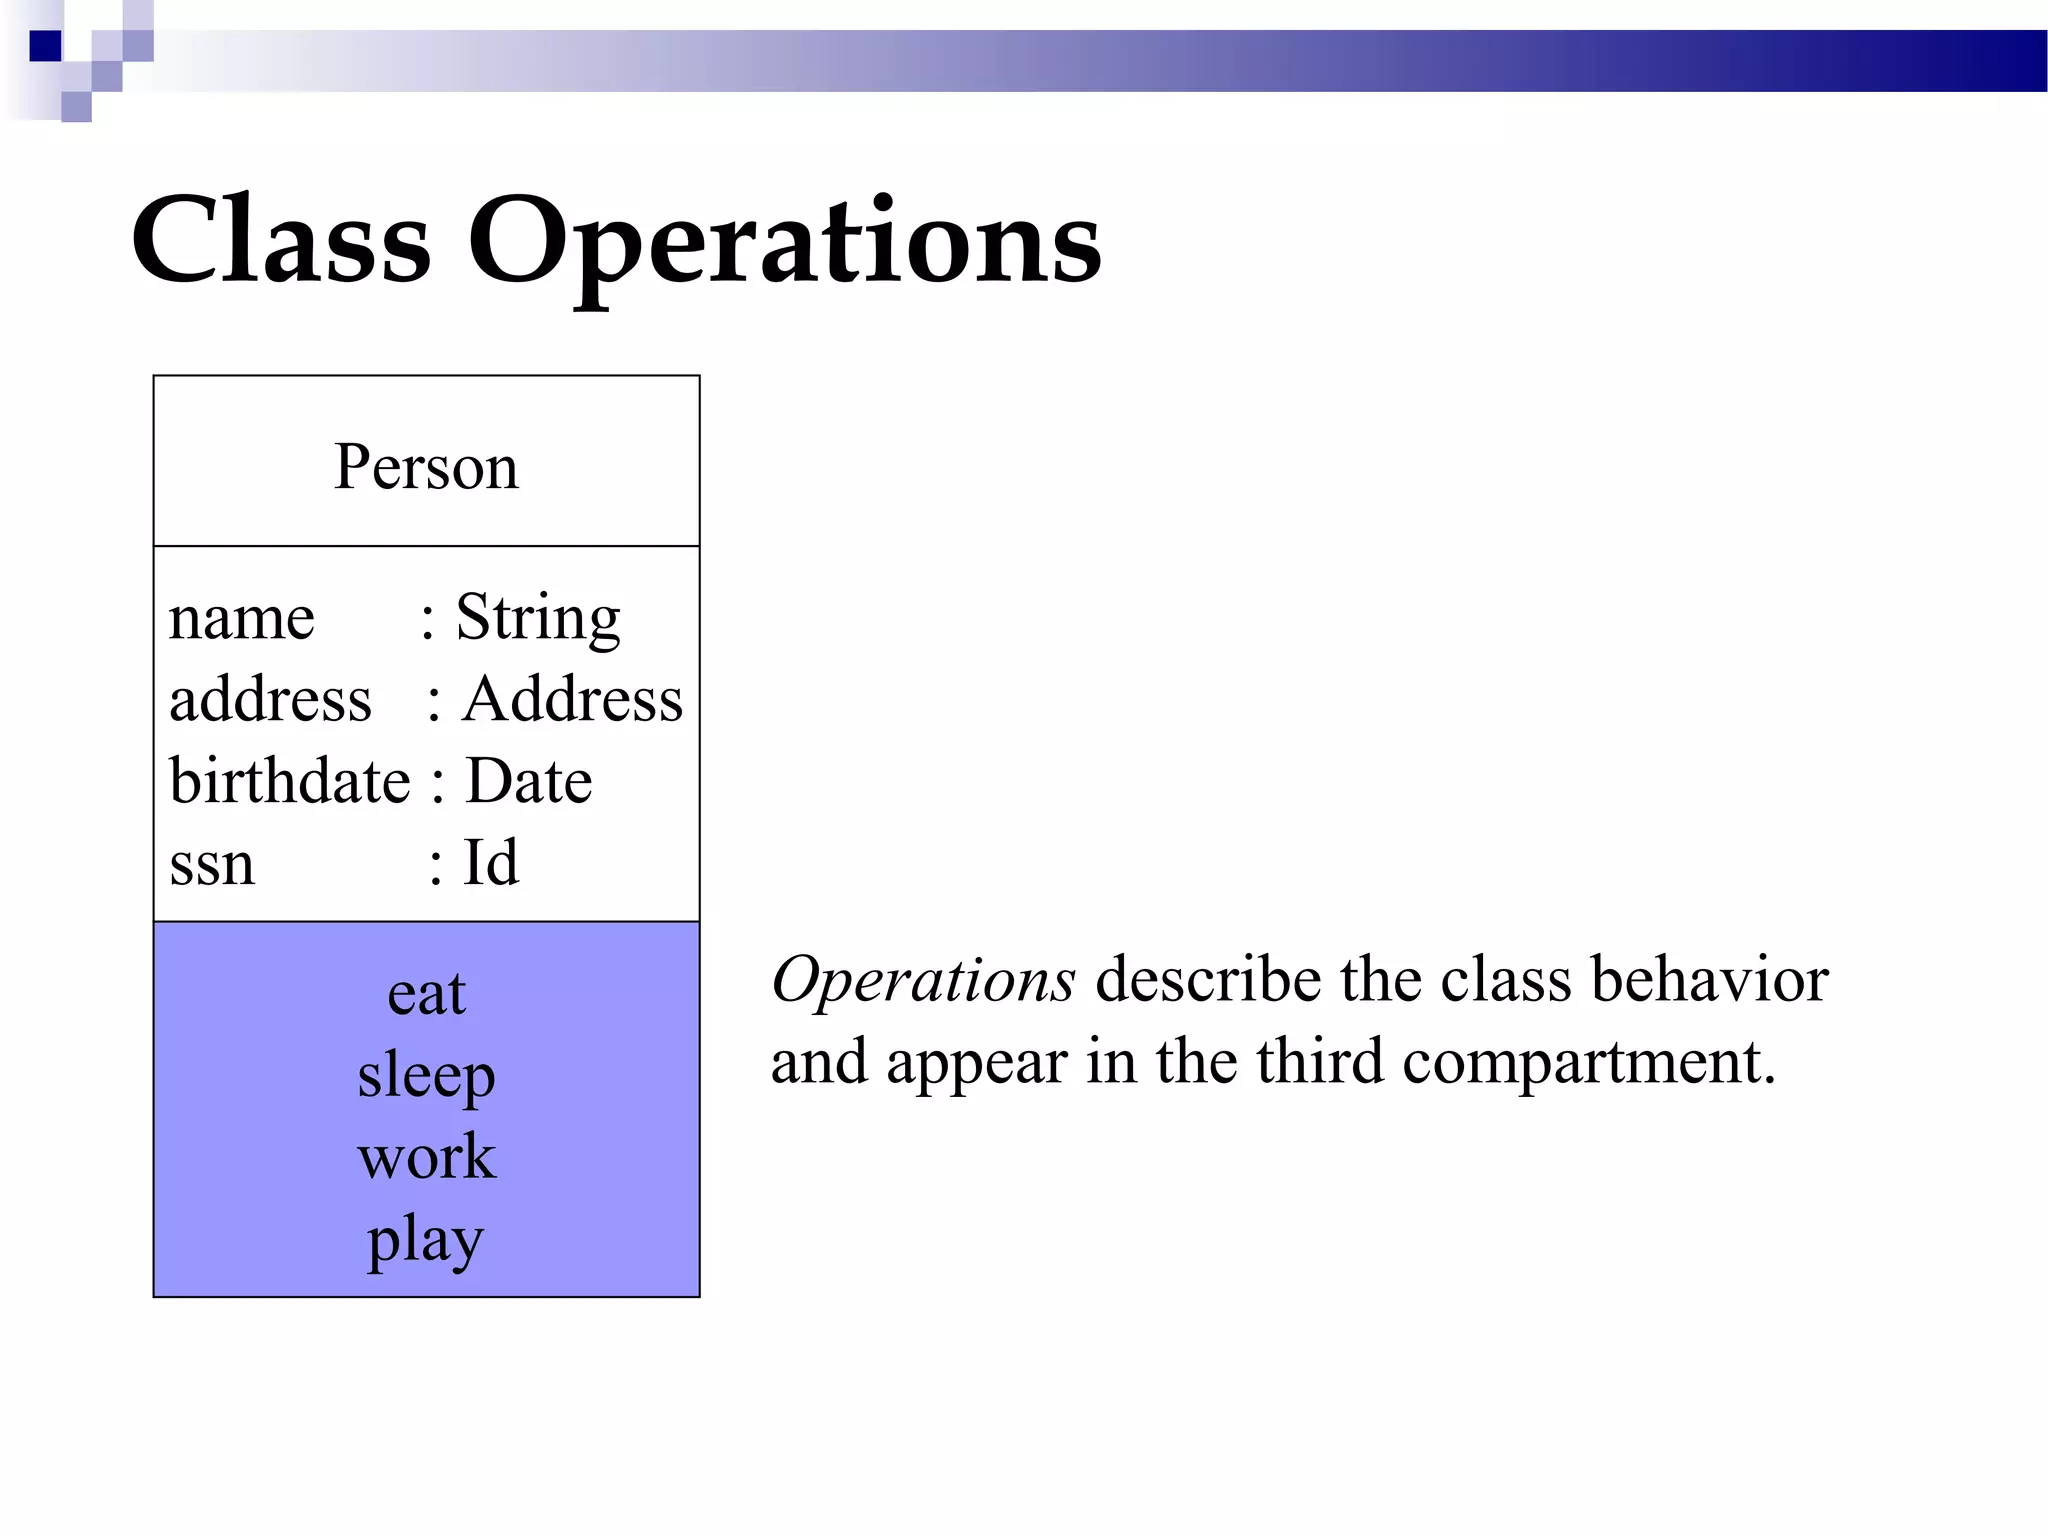 Class Operations
Person
name : String
address : Address
birthdate : Date
ssn : Id
eat
sleep
work
play
Operations describe the class behavior
and appear in the third compartment.